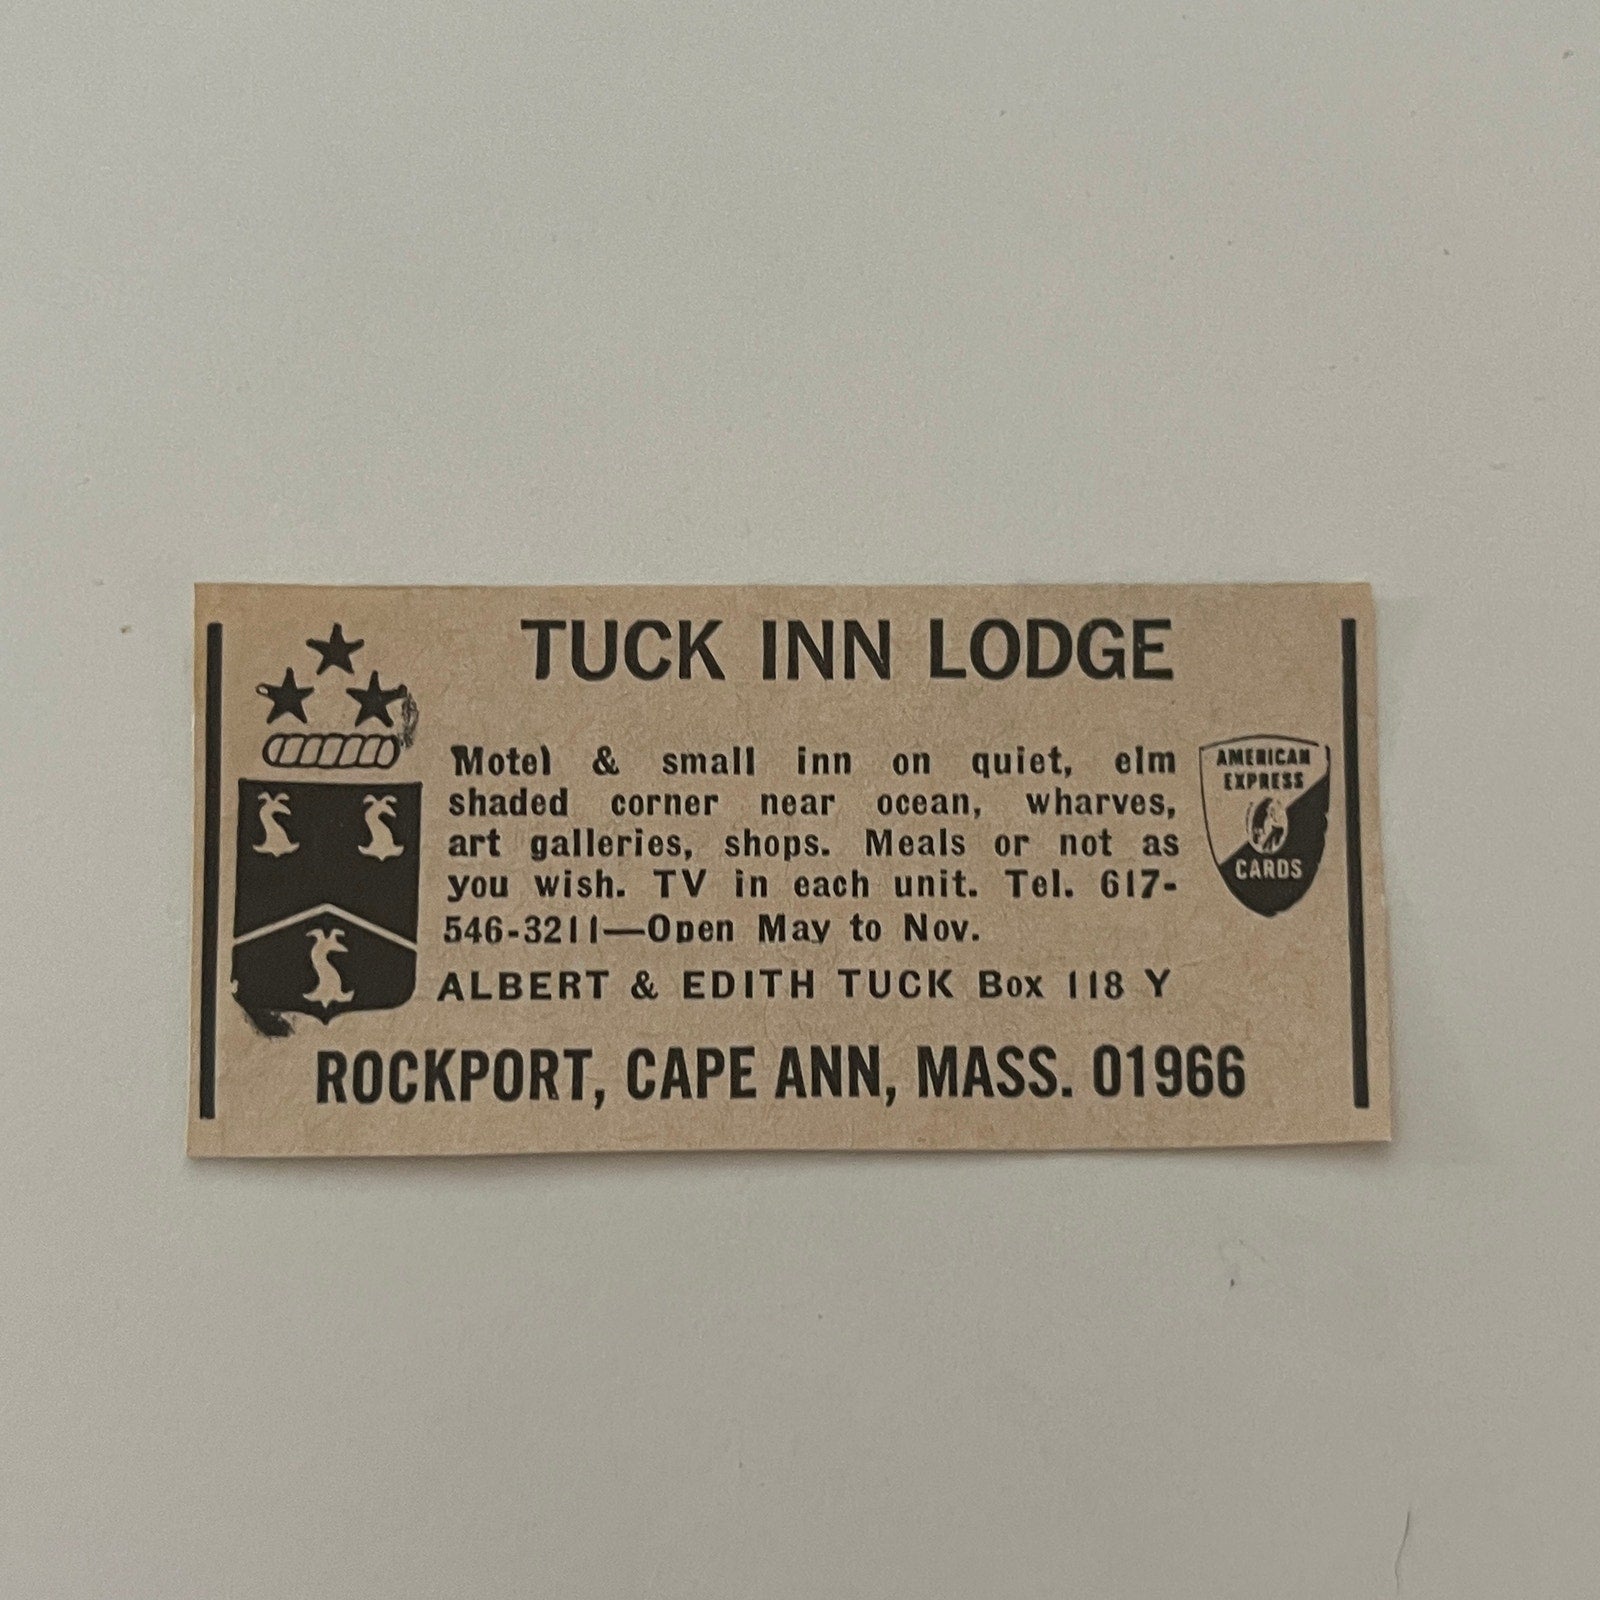 TUCK INN LODGE
Motel & small inn on quiet, elm
shaded corner near ocean, wharves,
art galleries, shops. Meals or not as
you wish. TV in each unit. Tel. 617-
546-3211—Open May to Nov.
ALBERT & EDITH TUCK Box 118 Y
ROCKPORT, CAPE ANN, MASS. 01966
AMERICAN
EXPRESS
CARDS